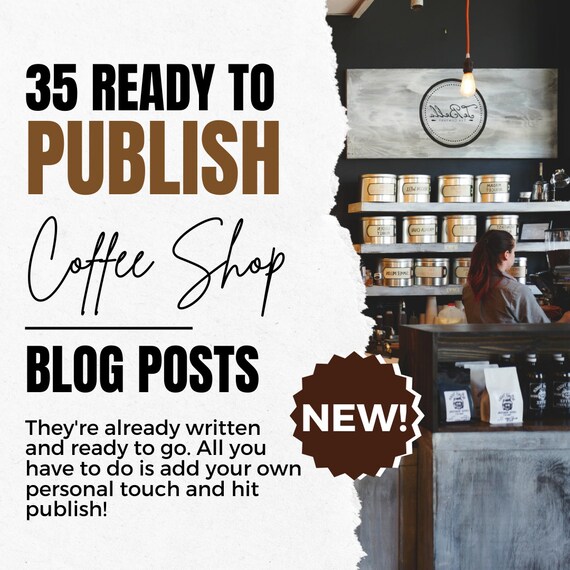 35 READY TO
PUBLISH
Coffee Shop
BLOG POSTS
They're already written
and ready to go. All you
have to do is add your own
personal touch and hit
publish!
NEW!